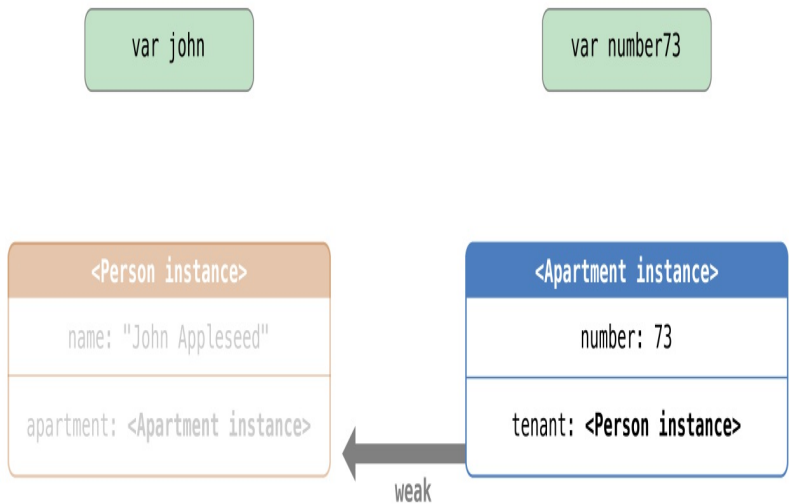 var john
var number73
<Person instance>
name: "John Appleseed"
apartment: <Apartment instance>
<Apartment instance>
number: 73
tenant: <Person instance>
weak